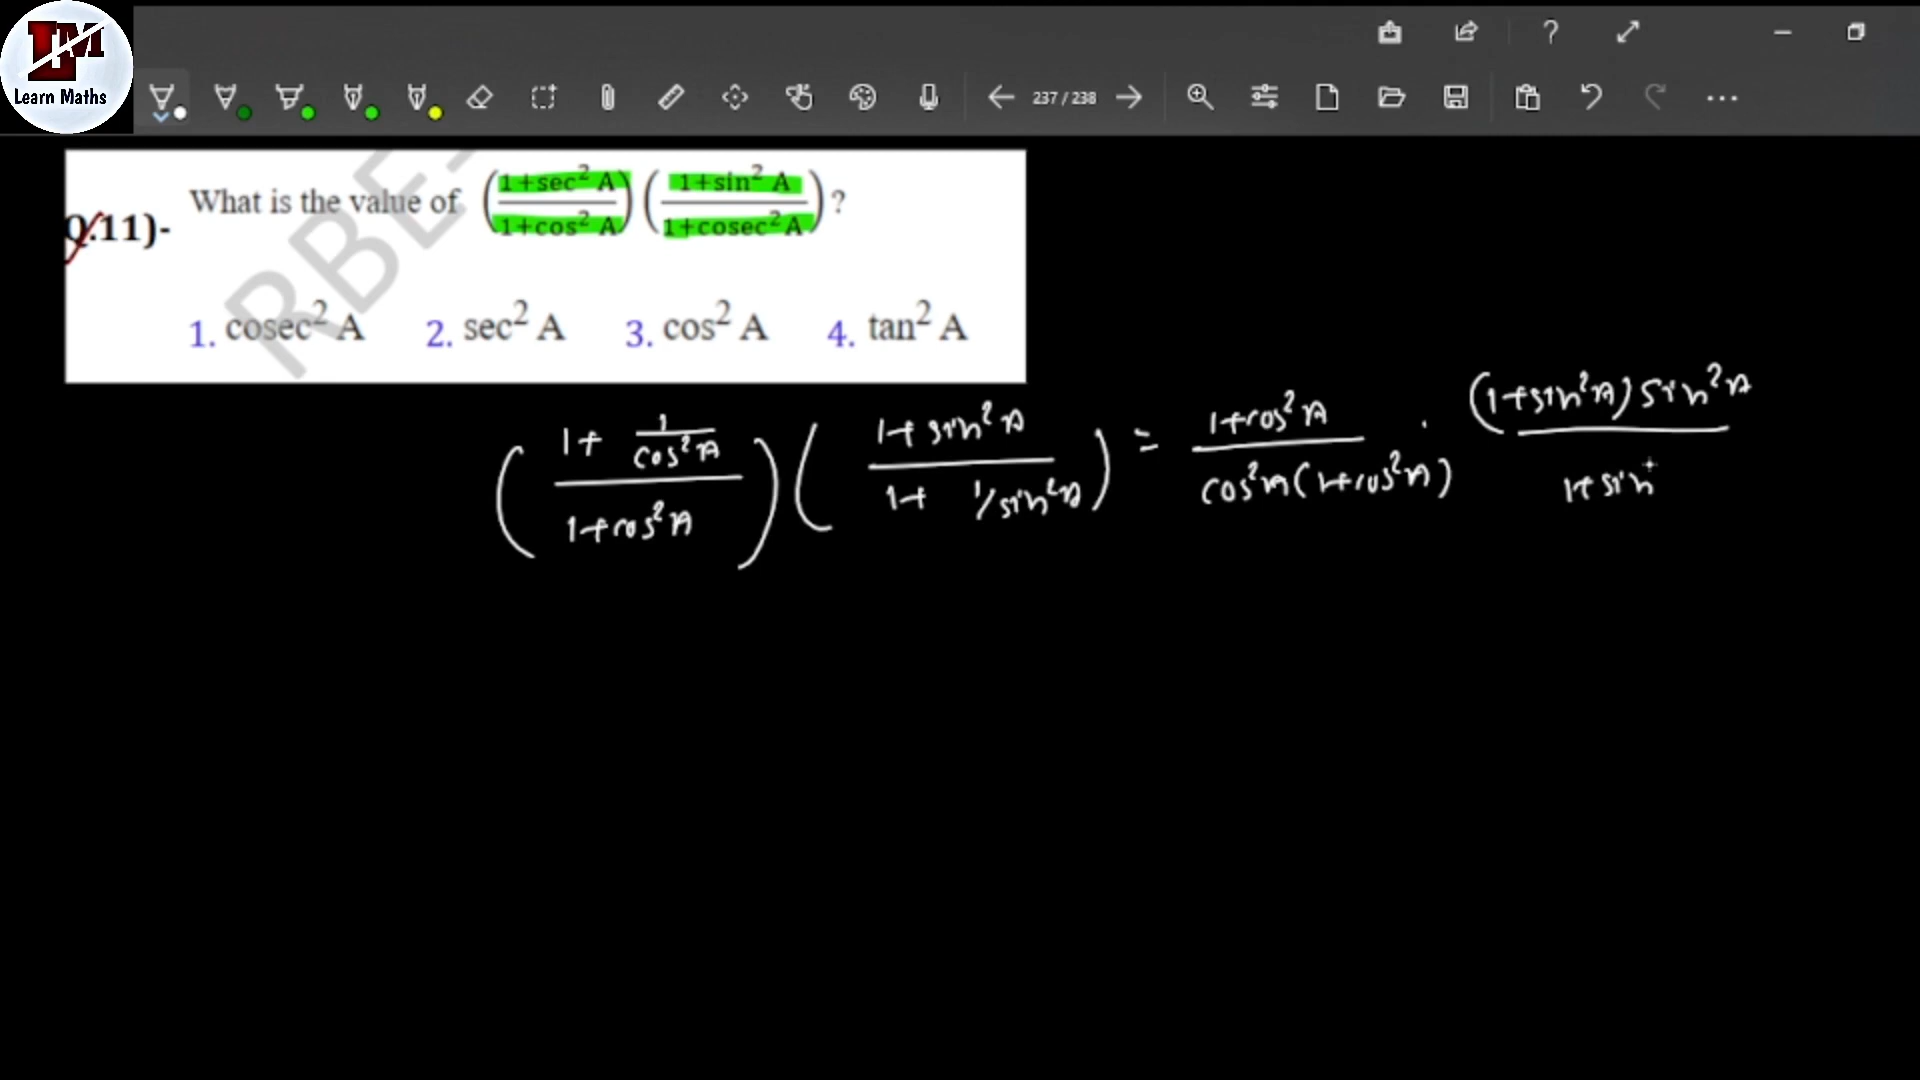 LM
Learn Maths
237 / 238
RBE-
Q.11)- What is the value of (1+sec² A / 1+cos² A) (1+sin² A / 1+cosec² A) ?
1. cosec² A 2. sec² A 3. cos² A 4. tan² A
(1+ 1/cos²A / 1+cos²A) (1+ sin²A / 1+ 1/sin²A) = 1+cos²A / cos²A(1+cos²A) . (1+sin²A) sin²A / 1+ sin